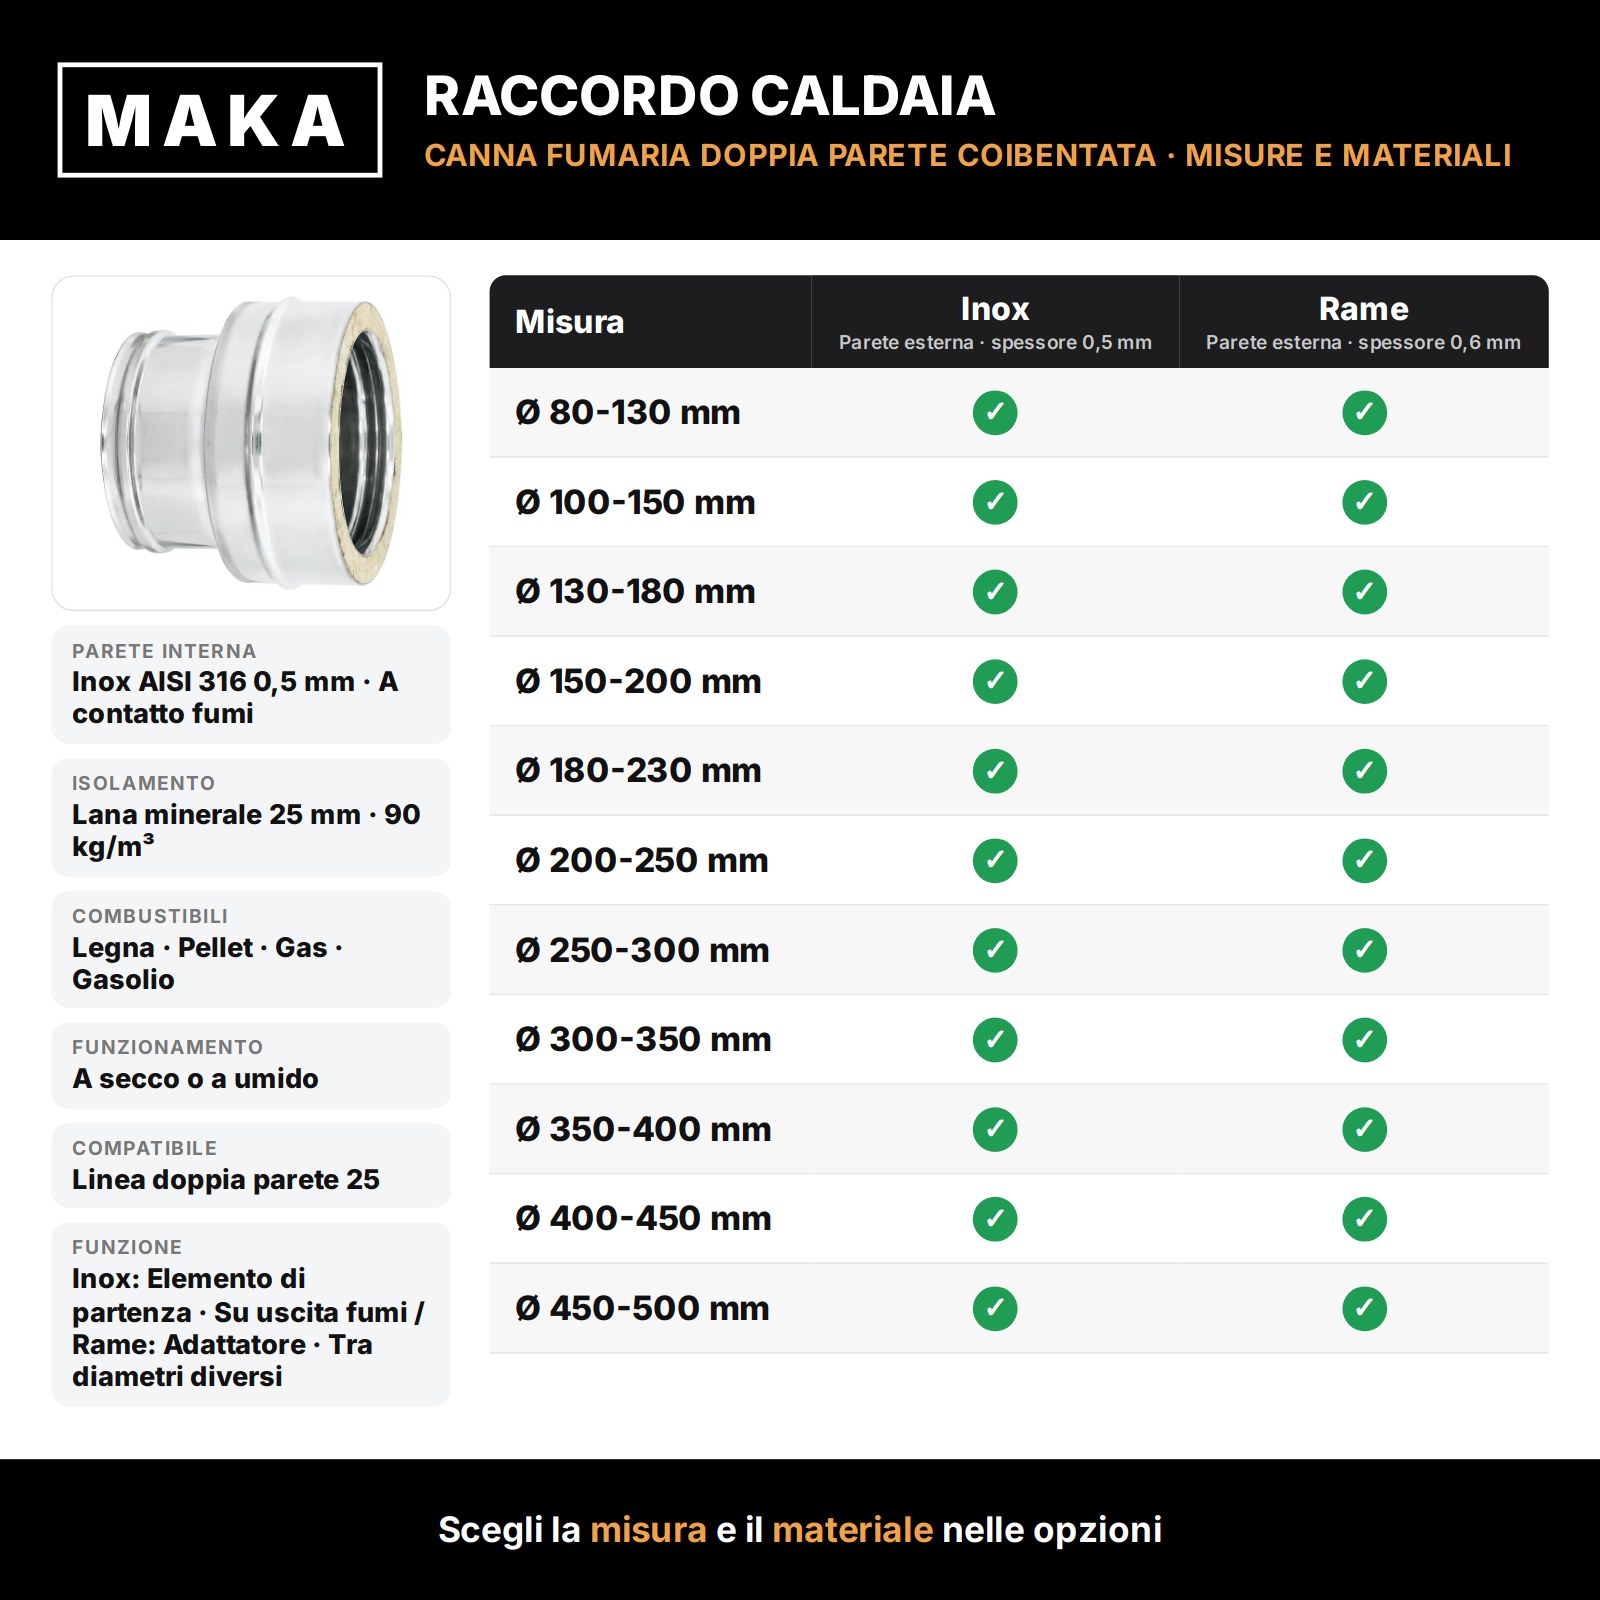 MAKA
RACCORDO CALDAIA
CANNA FUMARIA DOPPIA PARETE COIBENTATA · MISURE E MATERIALI
PARETE INTERNA
Inox AISI 316 0,5 mm · A
contatto fumi
ISOLAMENTO
Lana minerale 25 mm · 90
kg/m³
COMBUSTIBILI
Legna · Pellet · Gas ·
Gasolio
FUNZIONAMENTO
A secco o a umido
COMPATIBILE
Linea doppia parete 25
FUNZIONE
Inox: Elemento di
partenza · Su uscita fumi /
Rame: Adattatore · Tra
diametri diversi
Misura
Inox
Parete esterna · spessore 0,5 mm
Rame
Parete esterna · spessore 0,6 mm
Ø 80-130 mm ✓ ✓
Ø 100-150 mm ✓ ✓
Ø 130-180 mm ✓ ✓
Ø 150-200 mm ✓ ✓
Ø 180-230 mm ✓ ✓
Ø 200-250 mm ✓ ✓
Ø 250-300 mm ✓ ✓
Ø 300-350 mm ✓ ✓
Ø 350-400 mm ✓ ✓
Ø 400-450 mm ✓ ✓
Ø 450-500 mm ✓ ✓
Scegli la misura e il materiale nelle opzioni